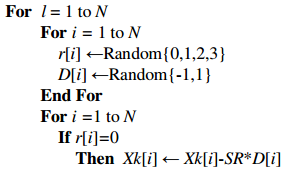 For l = 1 to N
For i = 1 to N
r[i] ←Random{0,1,2,3}
D[i] ←Random{-1,1}
End For
For i =1 to N
If r[i]=0
Then Xk[i] ← Xk[i]-SR*D[i]